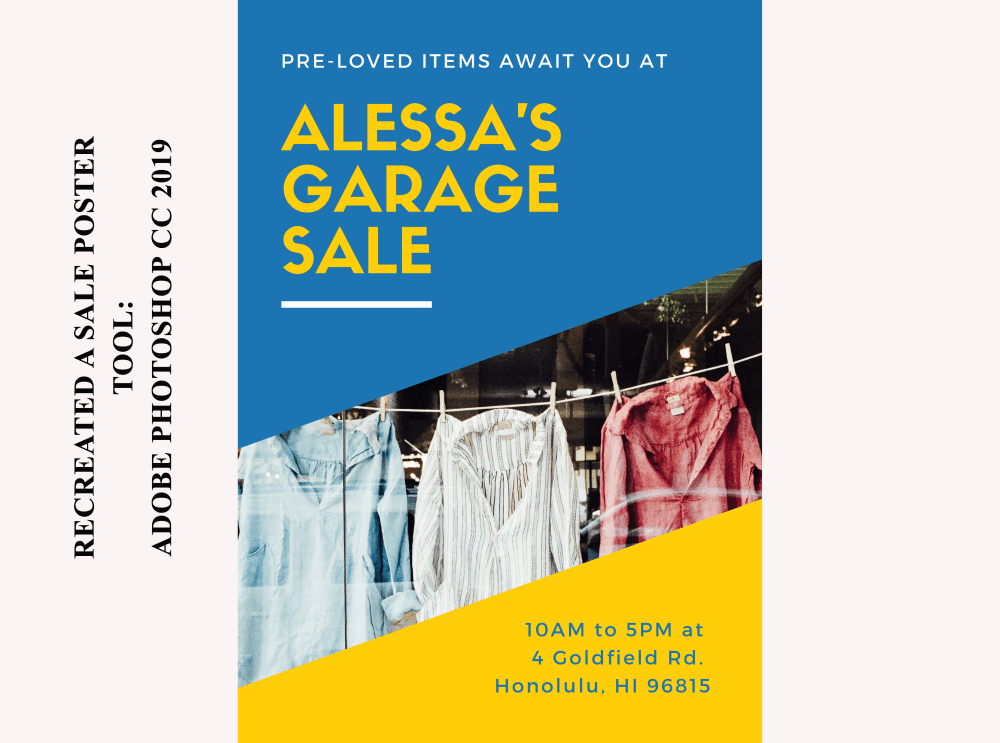 RECREATED A SALE POSTER
TOOL:
ADOBE PHOTOSHOP CC 2019
PRE-LOVED ITEMS AWAIT YOU AT
ALESSA'S
GARAGE
SALE
10AM to 5PM at
4 Goldfield Rd.
Honolulu, HI 96815